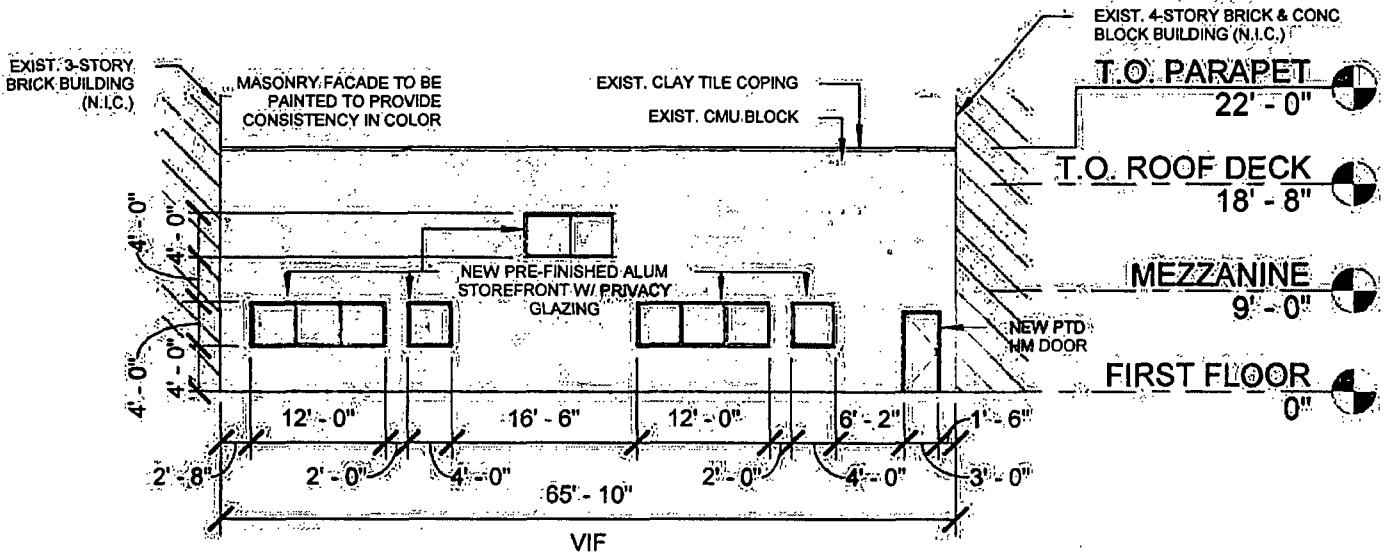 EXIST. 4-STORY BRICK & CONC
BLOCK BUILDING (N.I.C.)
EXIST. 3-STORY
BRICK BUILDING
(N.I.C.)
MASONRY FACADE TO BE
PAINTED TO PROVIDE
CONSISTENCY IN COLOR
EXIST. CLAY TILE COPING
EXIST. CMU BLOCK
T.O. PARAPET
22' - 0"
T.O. ROOF DECK
18' - 8"
4' - 0"
4' - 0"
NEW PRE-FINISHED ALUM
STOREFRONT W/ PRIVACY
GLAZING
MEZZANINE
9' - 0"
NEW PTD
HM DOOR
4' - 0"
4' - 0"
FIRST FLOOR
0"
12' - 0"
16' - 6"
12' - 0"
6' - 2"
1' - 6"
2' - 8"
2' - 0"
4' - 0"
2' - 0"
4' - 0"
3' - 0"
65' - 10"
VIF